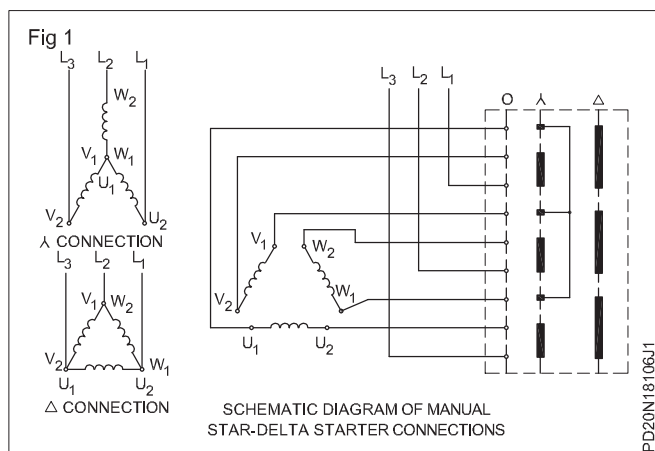 Fig 1
L3 L2 L1
W2
V1 W1
U1
V2 U2
⅄ CONNECTION
L3 L2 L1
V1 W2
V2 W1
U1 U2
△ CONNECTION
L3 L2 L1
O ⅄ △
V1 W2
V2 W1
U1 U2
SCHEMATIC DIAGRAM OF MANUAL
STAR-DELTA STARTER CONNECTIONS
PD20N18106J1